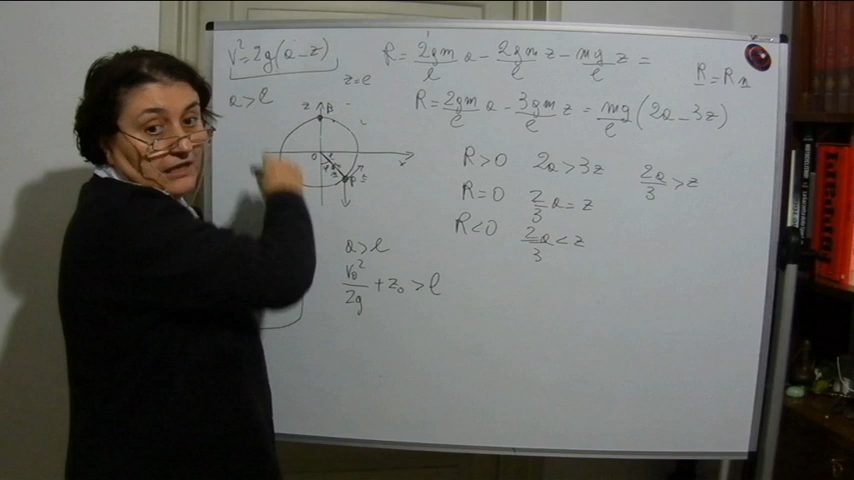 v² = 2g(a - z)
R = 2gm/l a - 2gm/l z - mg/l z =
R = R n
z = l
a > l
R = 2gm/l a - 3gm/l z = mg/l (2a - 3z)
z B
O
x
P t
R > 0 2a > 3z 2a/3 > z
R = 0 2/3 a = z
R < 0 2a/3 < z
a > l
v₀²/2g + z₀ > l